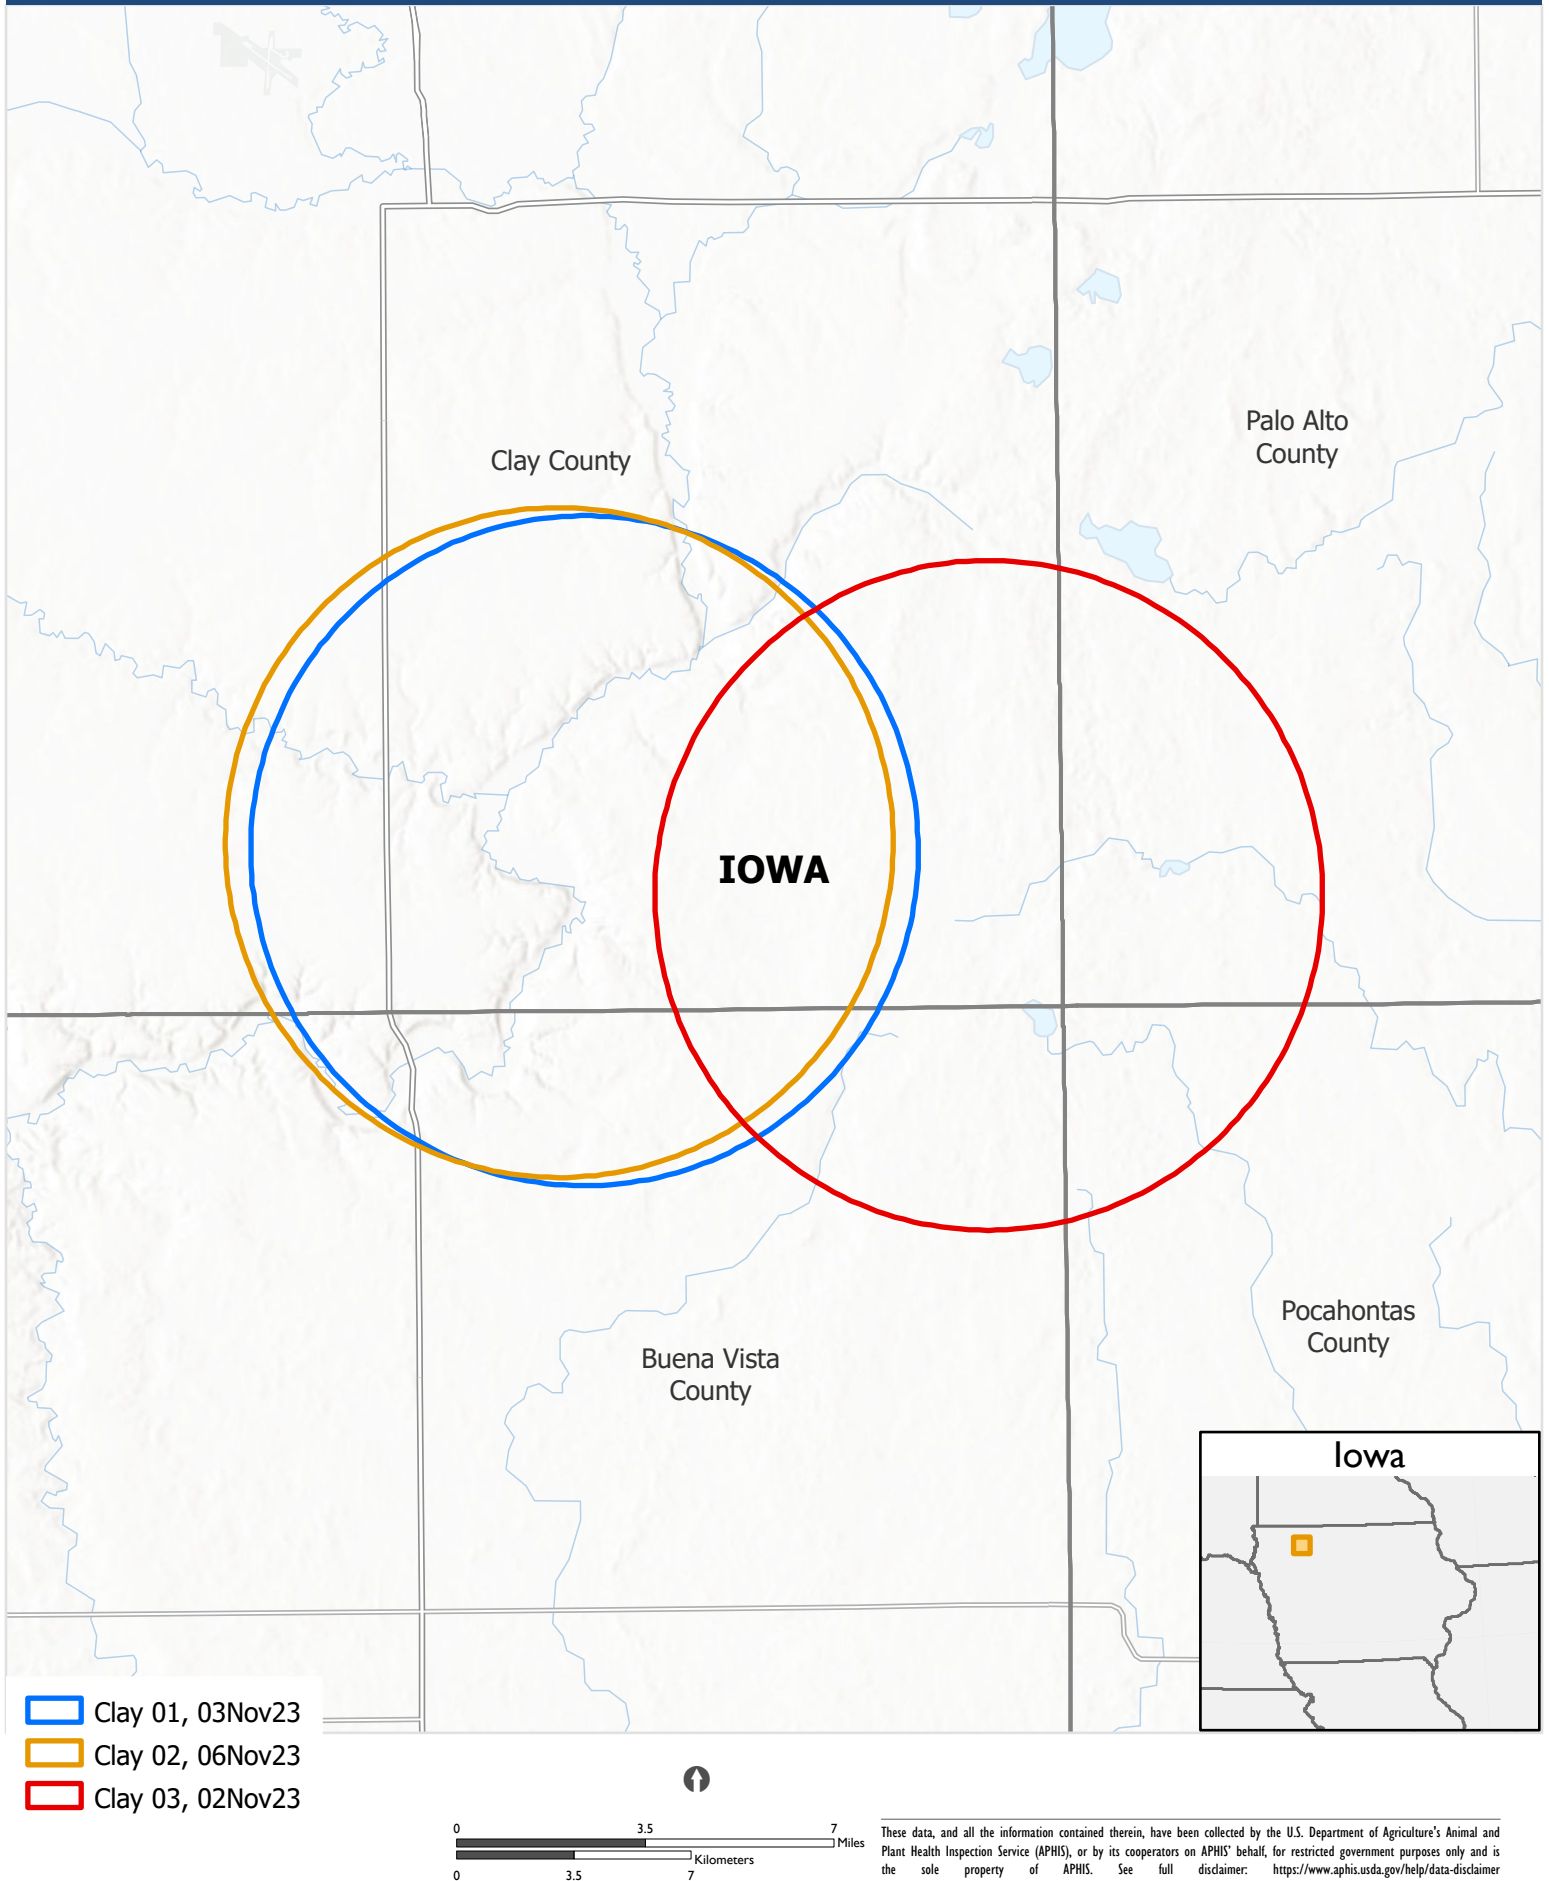 Clay County
Palo Alto
County
IOWA
Buena Vista
County
Pocahontas
County
Iowa
Clay 01, 03Nov23
Clay 02, 06Nov23
Clay 03, 02Nov23
0 3.5 7
Miles
Kilometers
0 3.5 7
These data, and all the information contained therein, have been collected by the U.S. Department of Agriculture's Animal and
Plant Health Inspection Service (APHIS), or by its cooperators on APHIS' behalf, for restricted government purposes only and is
the sole property of APHIS. See full disclaimer: https://www.aphis.usda.gov/help/data-disclaimer